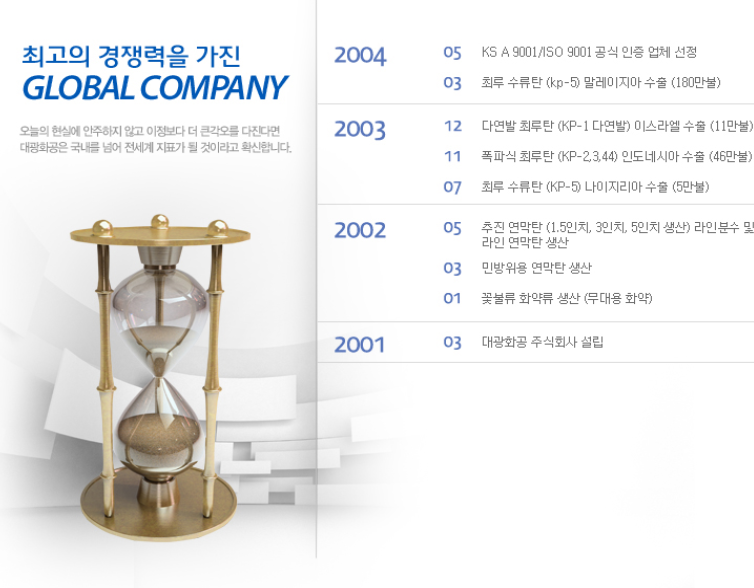 최고의 경쟁력을 가진
GLOBAL COMPANY
오늘의 현실에 안주하지 않고 이정보다 더 큰각오를 다진다면
대광화공은 국내를 넘어 전세계 지표가 될 것이라고 확신합니다.
2004
05 KS A 9001/ISO 9001 공식 인증 업체 선정
03 최루 수류탄 (kp-5) 말레이지아 수출 (180만불)
2003
12 다연발 최루탄 (KP-1 다연발) 이스라엘 수출 (11만불)
11 폭파식 최루탄 (KP-2,3,44) 인도네시아 수출 (46만불)
07 최루 수류탄 (KP-5) 나이지리아 수출 (5만불)
2002
05 추진 연막탄 (1.5인치, 3인치, 5인치 생산) 라인분수 및
라인 연막탄 생산
03 민방위용 연막탄 생산
01 꽃불류 화약류 생산 (무대용 화약)
2001
03 대광화공 주식회사 설립